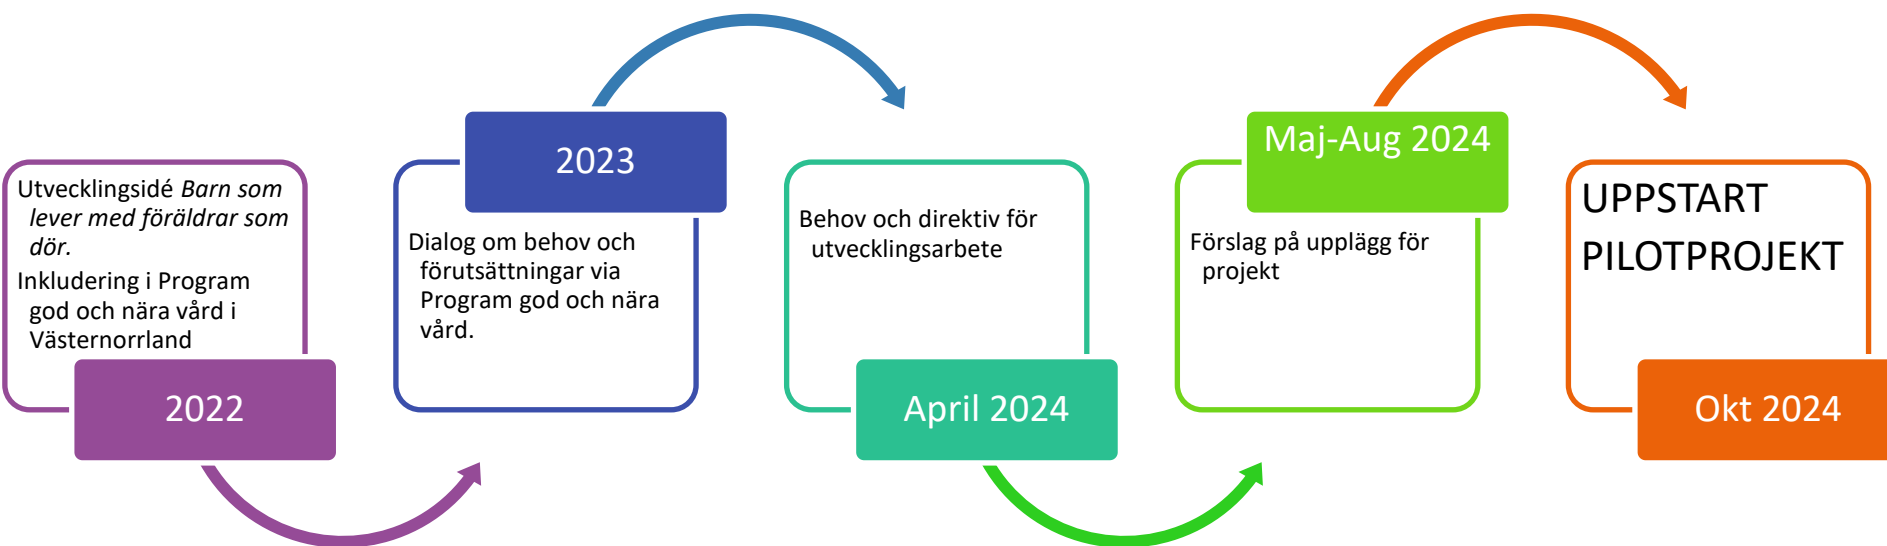 Utvecklingsidé Barn som
lever med föräldrar som
dör.
Inkludering i Program
god och nära vård i
Västernorrland
2022
2023
Dialog om behov och
förutsättningar via
Program god och nära
vård.
Behov och direktiv för
utvecklingsarbete
April 2024
Maj-Aug 2024
Förslag på upplägg för
projekt
UPPSTART
PILOTPROJEKT
Okt 2024